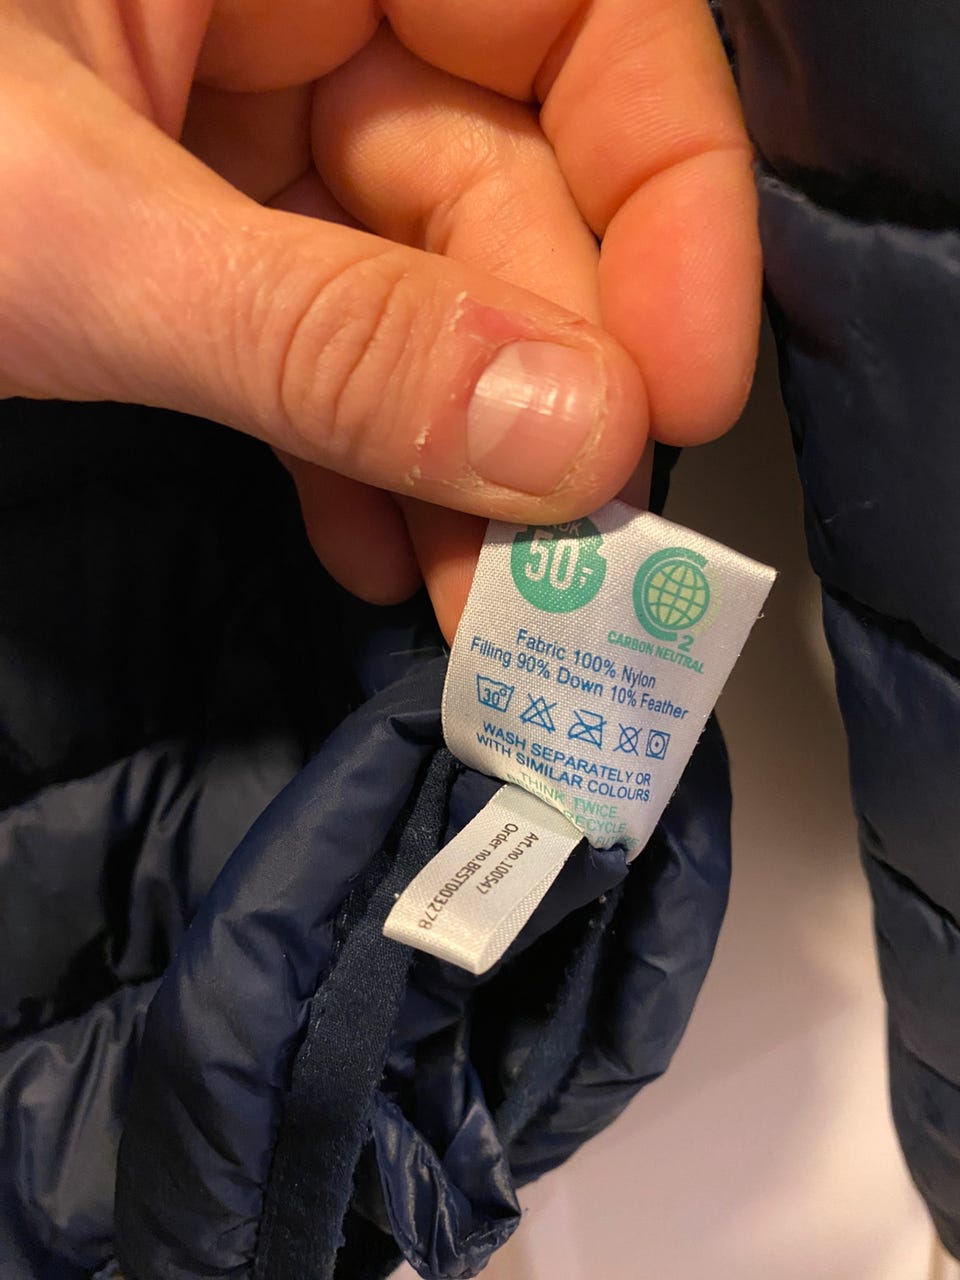 50
2
CARBON NEUTRAL
Fabric 100% Nylon
Filling 90% Down 10% Feather
30°
WASH SEPARATELY OR
WITH SIMILAR COLOURS
THINK TWICE
RECYCLE
Art.no.100547
Order no.BEST003278